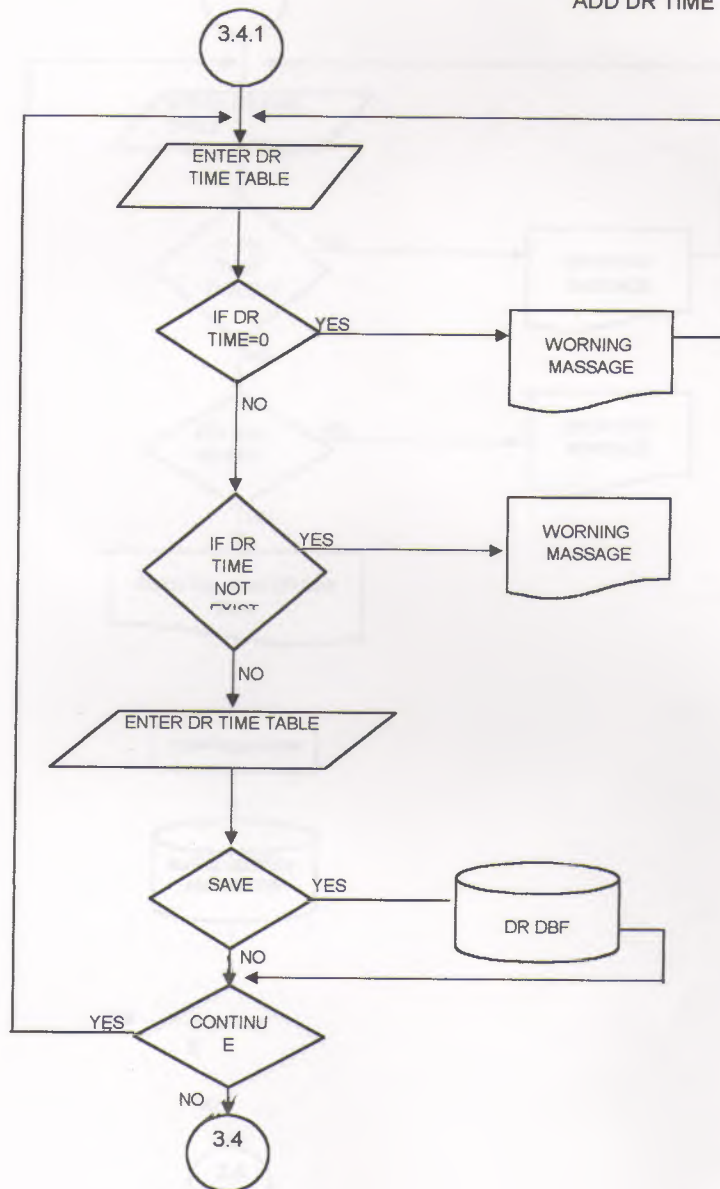 ADD DR TIME
3.4.1
ENTER DR
TIME TABLE
IF DR
TIME=0
YES
WORNING
MASSAGE
NO
IF DR
TIME
NOT
EXIST
YES
WORNING
MASSAGE
NO
ENTER DR TIME TABLE
SAVE
YES
DR DBF
NO
YES
CONTINU
E
NO
3.4